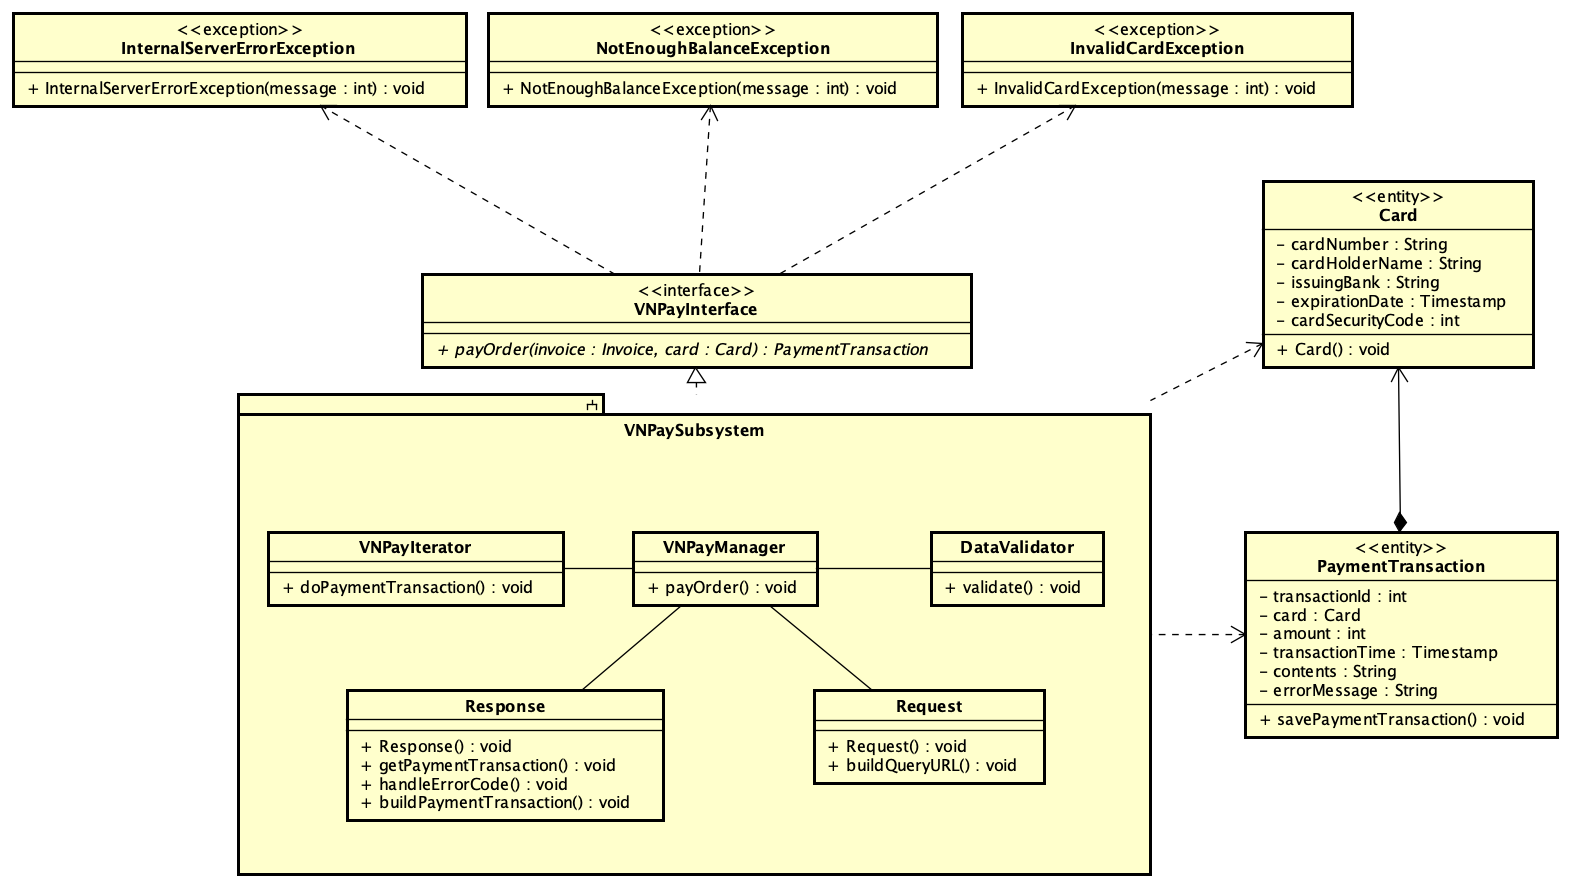 <<exception>>
InternalServerErrorException
+ InternalServerErrorException(message : int) : void
<<exception>>
NotEnoughBalanceException
+ NotEnoughBalanceException(message : int) : void
<<exception>>
InvalidCardException
+ InvalidCardException(message : int) : void
<<entity>>
Card
- cardNumber : String
- cardHolderName : String
- issuingBank : String
- expirationDate : Timestamp
- cardSecurityCode : int
+ Card() : void
<<interface>>
VNPayInterface
+ payOrder(invoice : Invoice, card : Card) : PaymentTransaction
VNPaySubsystem
VNPayIterator
+ doPaymentTransaction() : void
VNPayManager
+ payOrder() : void
DataValidator
+ validate() : void
Response
+ Response() : void
+ getPaymentTransaction() : void
+ handleErrorCode() : void
+ buildPaymentTransaction() : void
Request
+ Request() : void
+ buildQueryURL() : void
<<entity>>
PaymentTransaction
- transactionId : int
- card : Card
- amount : int
- transactionTime : Timestamp
- contents : String
- errorMessage : String
+ savePaymentTransaction() : void